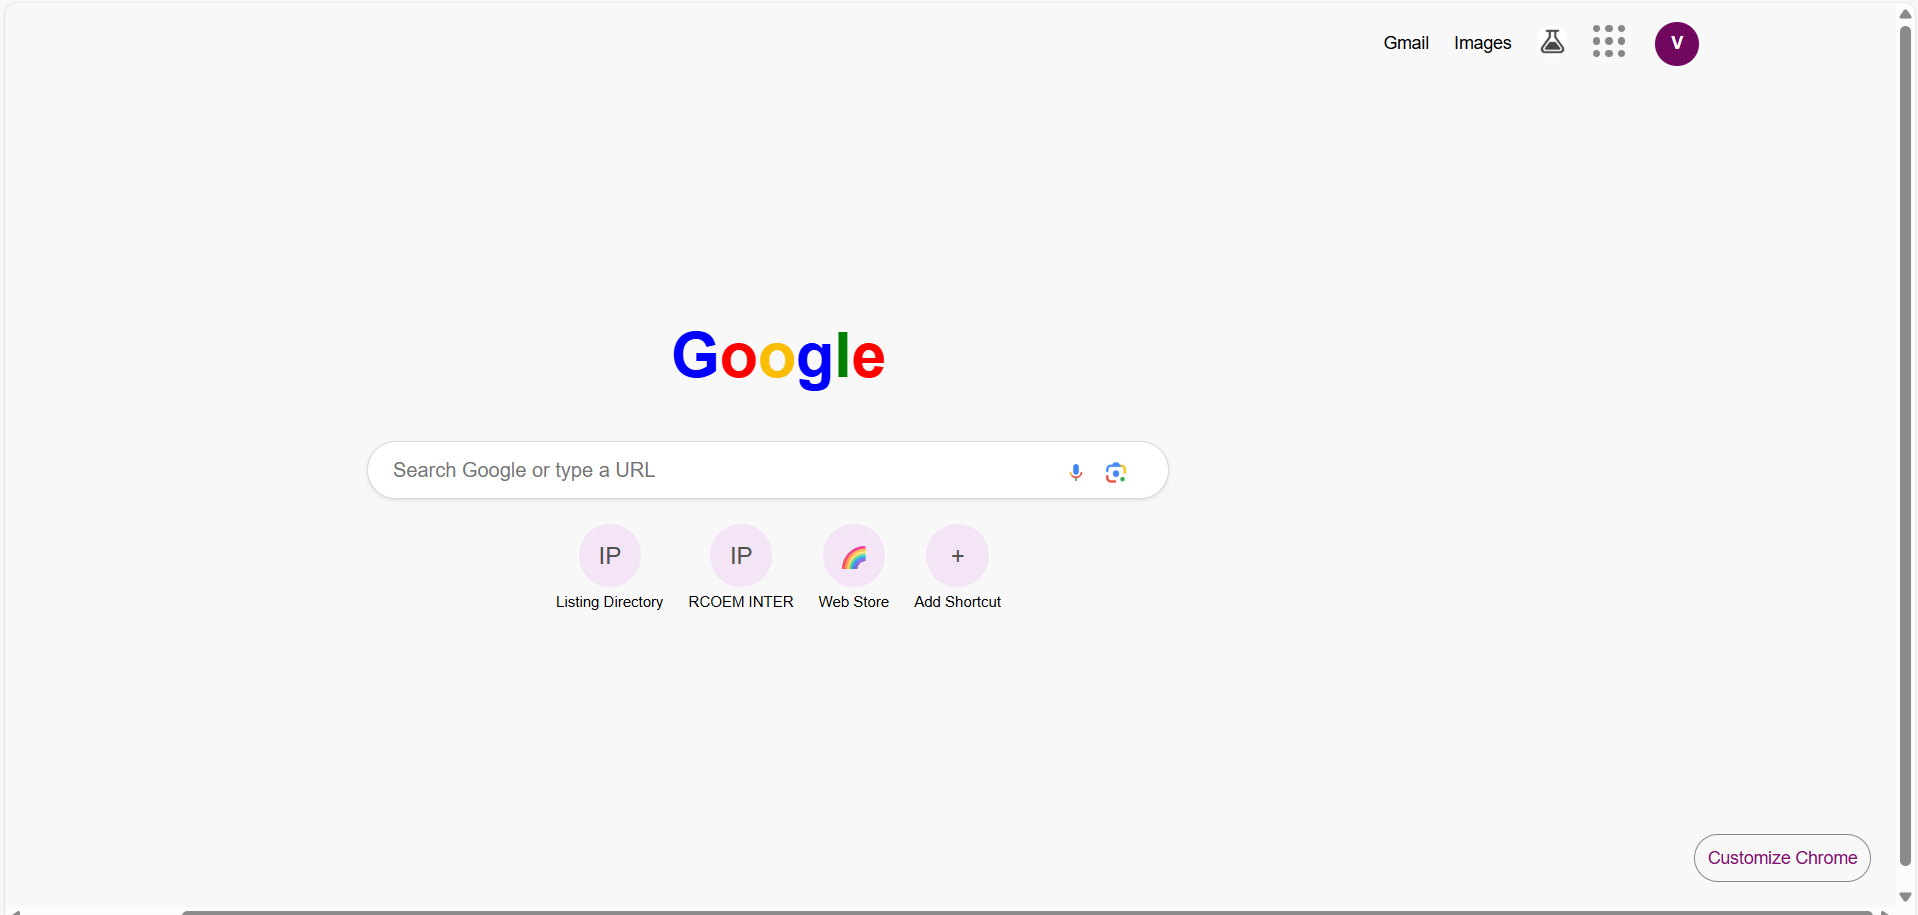 Gmail Images V
Google
Search Google or type a URL
IP IP +
Listing Directory RCOEM INTER Web Store Add Shortcut
Customize Chrome